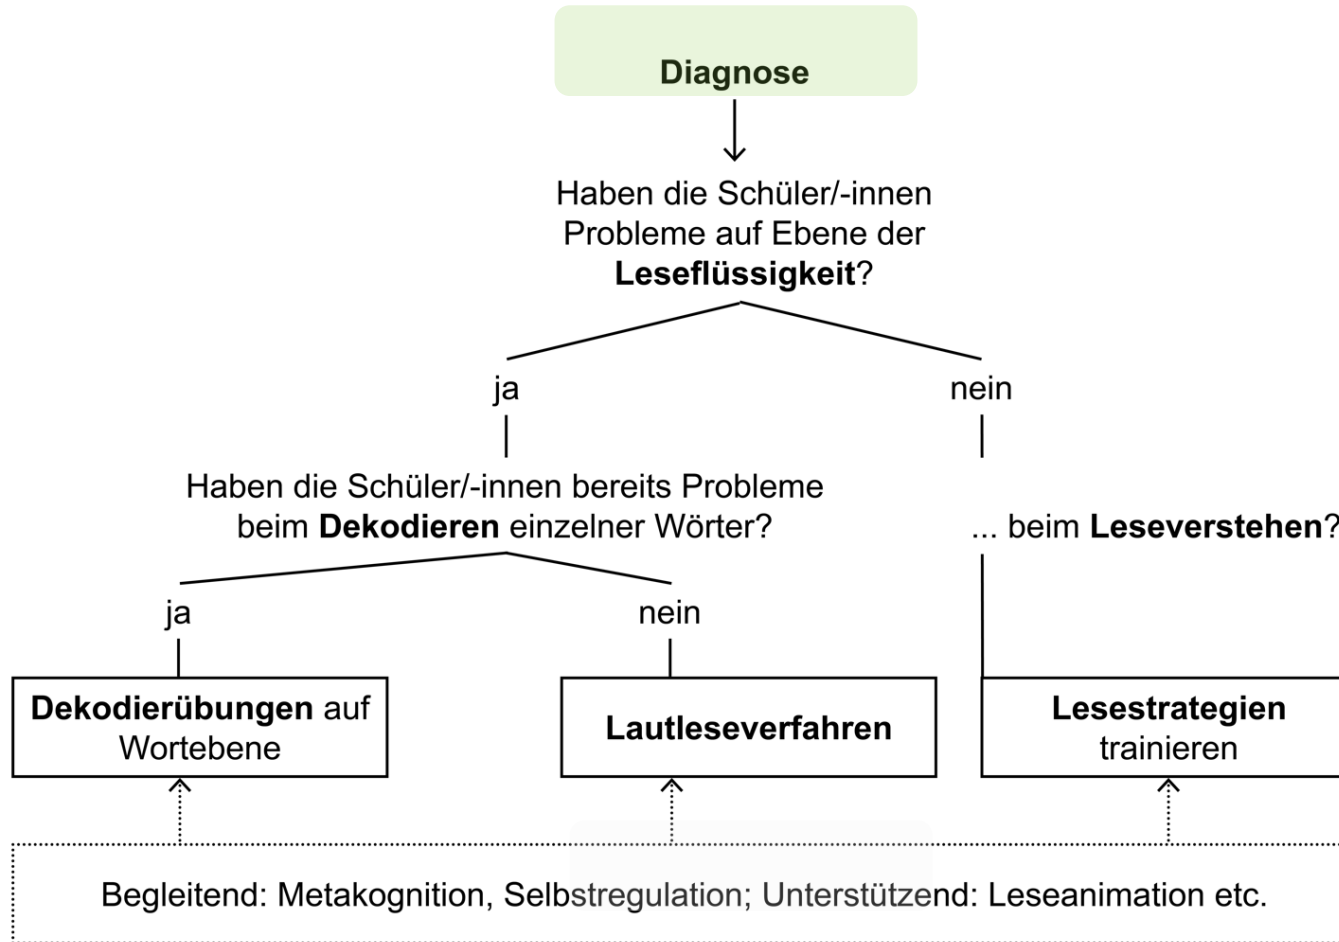 Diagnose
Haben die Schüler/-innen
Probleme auf Ebene der
Leseflüssigkeit?
ja
nein
Haben die Schüler/-innen bereits Probleme
beim Dekodieren einzelner Wörter?
... beim Leseverstehen?
ja
nein
Dekodierübungen auf
Wortebene
Lautleseverfahren
Lesestrategien
trainieren
Begleitend: Metakognition, Selbstregulation; Unterstützend: Leseanimation etc.